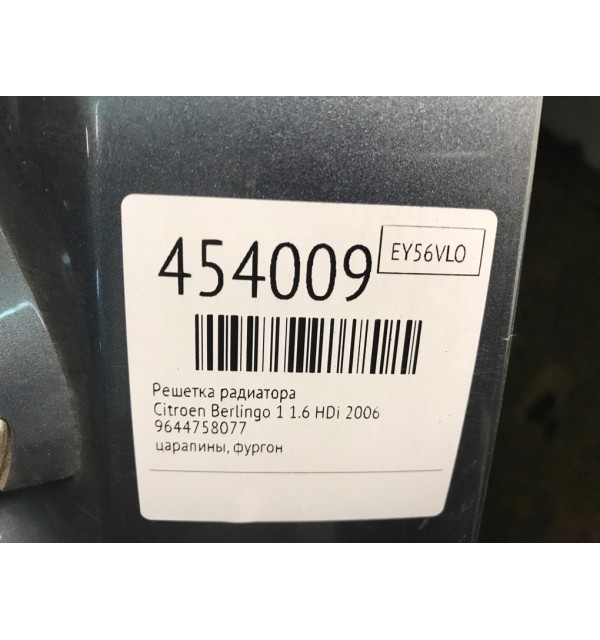 454009
EY56VLO
Решетка радиатора
Citroen Berlingo 1 1.6 HDi 2006
9644758077
царапины, фургон